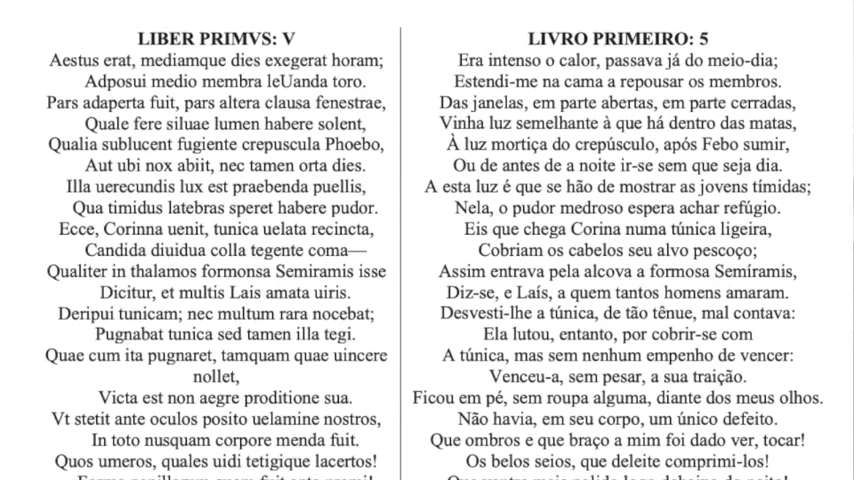 LIBER PRIMVS: V
Aestus erat, mediamque dies exegerat horam;
Adposui medio membra leUanda toro.
Pars adaperta fuit, pars altera clausa fenestrae,
Quale fere siluae lumen habere solent,
Qualia sublucent fugiente crepuscula Phoebo,
Aut ubi nox abiit, nec tamen orta dies.
Illa uerecundis lux est praebenda puellis,
Qua timidus latebras speret habere pudor.
Ecce, Corinna uenit, tunica uelata recincta,
Candida diuidua colla tegente coma—
Qualiter in thalamos formonsa Semiramis isse
Dicitur, et multis Lais amata uiris.
Deripui tunicam; nec multum rara nocebat;
Pugnabat tunica sed tamen illa tegi.
Quae cum ita pugnaret, tamquam quae uincere
nollet,
Victa est non aegre proditione sua.
Vt stetit ante oculos posito uelamine nostros,
In toto nusquam corpore menda fuit.
Quos umeros, quales uidi tetigique lacertos!
LIVRO PRIMEIRO: 5
Era intenso o calor, passava já do meio-dia;
Estendi-me na cama a repousar os membros.
Das janelas, em parte abertas, em parte cerradas,
Vinha luz semelhante à que há dentro das matas,
À luz mortiça do crepúsculo, após Febo sumir,
Ou de antes de a noite ir-se sem que seja dia.
A esta luz é que se hão de mostrar as jovens tímidas;
Nela, o pudor medroso espera achar refúgio.
Eis que chega Corina numa túnica ligeira,
Cobriam os cabelos seu alvo pescoço;
Assim entrava pela alcova a formosa Semíramis,
Diz-se, e Laís, a quem tantos homens amaram.
Desvesti-lhe a túnica, de tão tênue, mal contava:
Ela lutou, entanto, por cobrir-se com
A túnica, mas sem nenhum empenho de vencer:
Venceu-a, sem pesar, a sua traição.
Ficou em pé, sem roupa alguma, diante dos meus olhos.
Não havia, em seu corpo, um único defeito.
Que ombros e que braço a mim foi dado ver, tocar!
Os belos seios, que deleite comprimi-los!